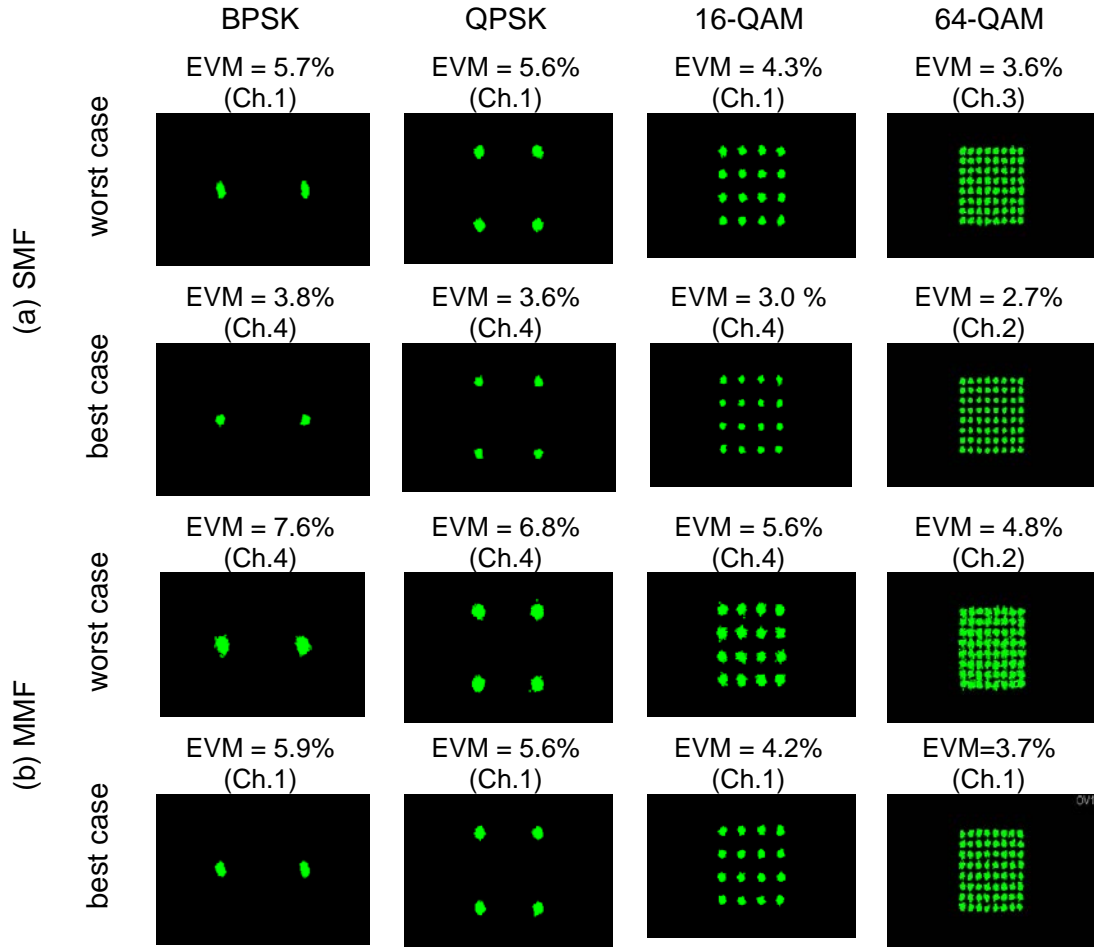 BPSK QPSK 16-QAM 64-QAM
(a) SMF
worst case
EVM = 5.7% EVM = 5.6% EVM = 4.3% EVM = 3.6%
(Ch.1) (Ch.1) (Ch.1) (Ch.3)
best case
EVM = 3.8% EVM = 3.6% EVM = 3.0 % EVM = 2.7%
(Ch.4) (Ch.4) (Ch.4) (Ch.2)
(b) MMF
worst case
EVM = 7.6% EVM = 6.8% EVM = 5.6% EVM = 4.8%
(Ch.4) (Ch.4) (Ch.4) (Ch.2)
best case
EVM = 5.9% EVM = 5.6% EVM = 4.2% EVM=3.7%
(Ch.1) (Ch.1) (Ch.1) (Ch.1)
OV1